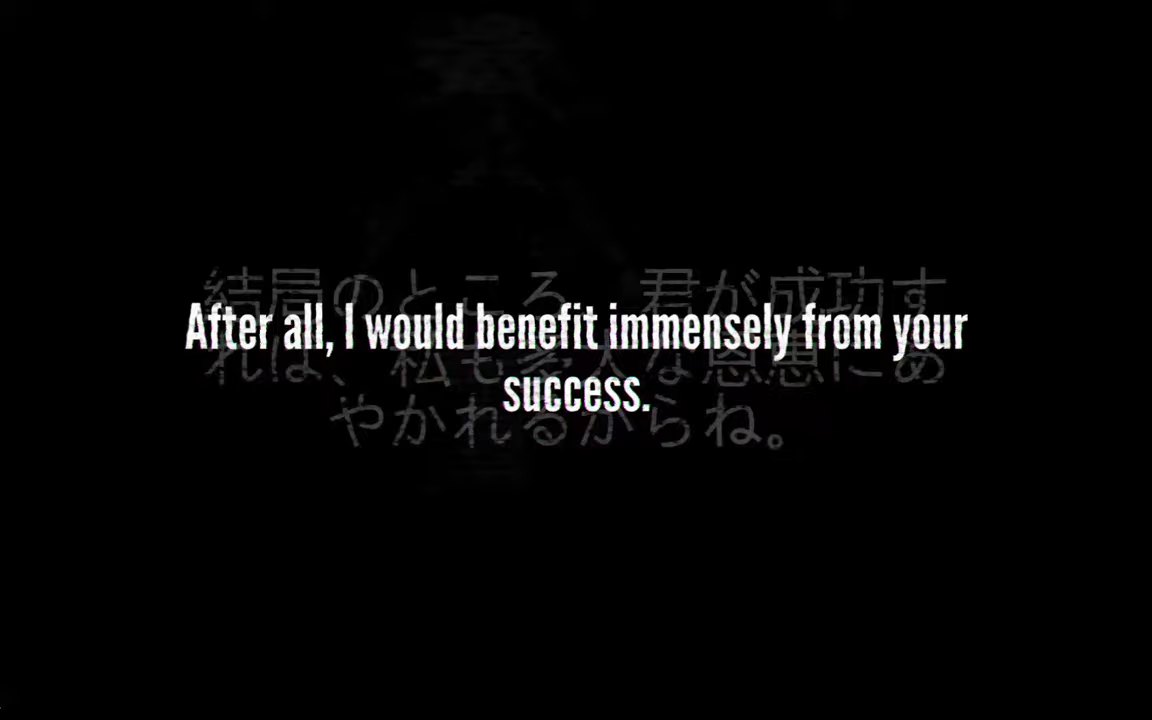 結局のところ、君が成功す
れば、私も多大な恩恵にあ
やかれるからね。
After all, I would benefit immensely from your
success.